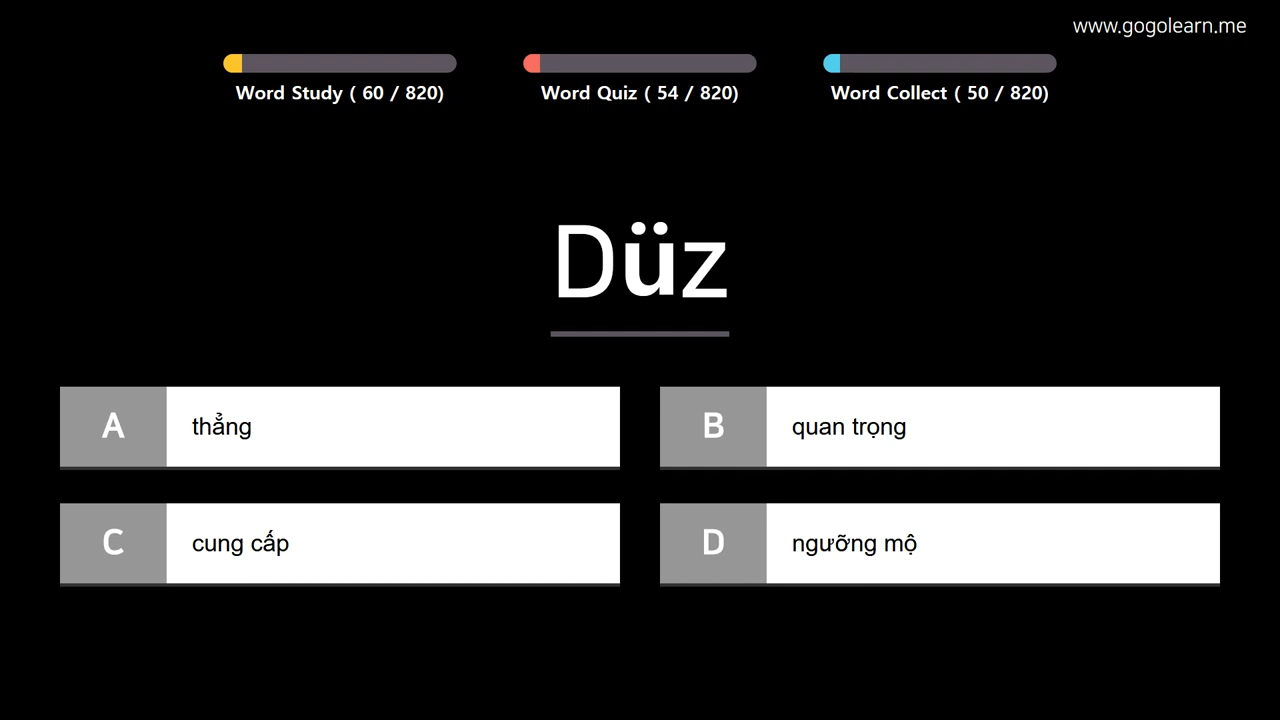 www.gogolearn.me
Word Study ( 60 / 820)
Word Quiz ( 54 / 820)
Word Collect ( 50 / 820)
Düz
A thẳng
B quan trọng
C cung cấp
D ngưỡng mộ